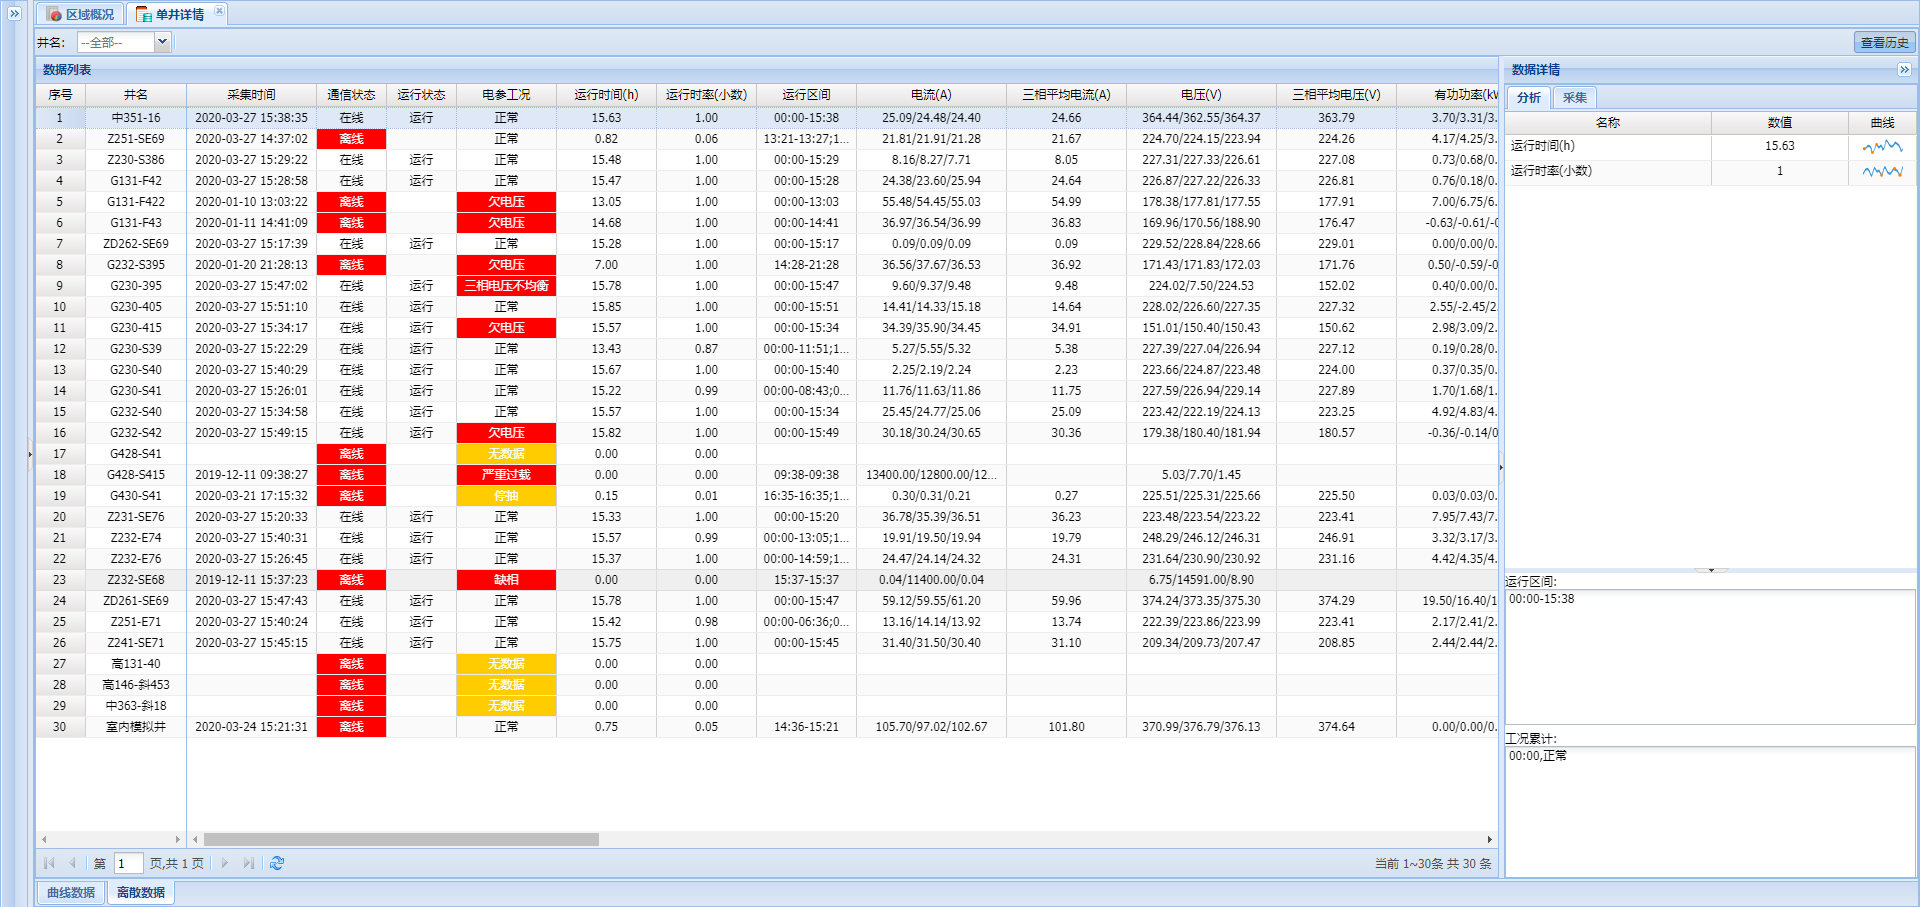 区域概况 单井详情
井名: --全部-- 查看历史
数据列表
序号 井名 采集时间 通信状态 运行状态 电参工况 运行时间(h) 运行时率(小数) 运行区间 电流(A) 三相平均电流(A) 电压(V) 三相平均电压(V) 有功功率(kW
1 中351-16 2020-03-27 15:38:35 在线 运行 正常 15.63 1.00 00:00-15:38 25.09/24.48/24.40 24.66 364.44/362.55/364.37 363.79 3.70/3.31/3.
2 Z251-SE69 2020-03-27 14:37:02 离线 正常 0.82 0.06 13:21-13:27;1... 21.81/21.91/21.28 21.67 224.70/224.15/223.94 224.26 4.17/4.25/3.
3 Z230-S386 2020-03-27 15:29:22 在线 运行 正常 15.48 1.00 00:00-15:29 8.16/8.27/7.71 8.05 227.31/227.33/226.61 227.08 0.73/0.68/0.
4 G131-F42 2020-03-27 15:28:58 在线 运行 正常 15.47 1.00 00:00-15:28 24.38/23.60/25.94 24.64 226.87/227.22/226.33 226.81 0.76/0.18/0.
5 G131-F422 2020-01-10 13:03:22 离线 欠电压 13.05 1.00 00:00-13:03 55.48/54.45/55.03 54.99 178.38/177.81/177.55 177.91 7.00/6.75/6.
6 G131-F43 2020-01-11 14:41:09 离线 欠电压 14.68 1.00 00:00-14:41 36.97/36.54/36.99 36.83 169.96/170.56/188.90 176.47 -0.63/-0.61/-0
7 ZD262-SE69 2020-03-27 15:17:39 在线 运行 正常 15.28 1.00 00:00-15:17 0.09/0.09/0.09 0.09 229.52/228.84/228.66 229.01 0.00/0.00/0.
8 G232-S395 2020-01-20 21:28:13 离线 欠电压 7.00 1.00 14:28-21:28 36.56/37.67/36.53 36.92 171.43/171.83/172.03 171.76 0.50/-0.59/-0
9 G230-395 2020-03-27 15:47:02 在线 运行 三相电压不均衡 15.78 1.00 00:00-15:47 9.60/9.37/9.48 9.48 224.02/7.50/224.53 152.02 0.40/0.00/0.
10 G230-405 2020-03-27 15:51:10 在线 运行 正常 15.85 1.00 00:00-15:51 14.41/14.33/15.18 14.64 228.02/226.60/227.35 227.32 2.55/-2.45/2.
11 G230-415 2020-03-27 15:34:17 在线 运行 欠电压 15.57 1.00 00:00-15:34 34.39/35.90/34.45 34.91 151.01/150.40/150.43 150.62 2.98/3.09/2.
12 G230-S39 2020-03-27 15:22:29 在线 运行 正常 13.43 0.87 00:00-11:51;1... 5.27/5.55/5.32 5.38 227.39/227.04/226.94 227.12 0.19/0.28/0.
13 G230-S40 2020-03-27 15:40:29 在线 运行 正常 15.67 1.00 00:00-15:40 2.25/2.19/2.24 2.23 223.66/224.87/223.48 224.00 0.37/0.35/0.
14 G230-S41 2020-03-27 15:26:01 在线 运行 正常 15.22 0.99 00:00-08:43;0... 11.76/11.63/11.86 11.75 227.59/226.94/229.14 227.89 1.70/1.68/1.
15 G232-S40 2020-03-27 15:34:58 在线 运行 正常 15.57 1.00 00:00-15:34 25.45/24.77/25.06 25.09 223.42/222.19/224.13 223.25 4.92/4.83/4.
16 G232-S42 2020-03-27 15:49:15 在线 运行 欠电压 15.82 1.00 00:00-15:49 30.18/30.24/30.65 30.36 179.38/180.40/181.94 180.57 -0.36/-0.14/0
17 G428-S41 离线 无数据 0.00 0.00
18 G428-S415 2019-12-11 09:38:27 离线 严重过载 0.00 0.00 09:38-09:38 13400.00/12800.00/12... 5.03/7.70/1.45
19 G430-S41 2020-03-21 17:15:32 离线 停抽 0.15 0.01 16:35-16:35;1... 0.30/0.31/0.21 0.27 225.51/225.31/225.66 225.50 0.03/0.03/0.
20 Z231-SE76 2020-03-27 15:20:33 在线 运行 正常 15.33 1.00 00:00-15:20 36.78/35.39/36.51 36.23 223.48/223.54/223.22 223.41 7.95/7.43/7.
21 Z232-E74 2020-03-27 15:40:31 在线 运行 正常 15.57 0.99 00:00-13:05;1... 19.91/19.50/19.94 19.79 248.29/246.12/246.31 246.91 3.32/3.17/3.
22 Z232-E76 2020-03-27 15:26:45 在线 运行 正常 15.37 1.00 00:00-14:59;1... 24.47/24.14/24.32 24.31 231.64/230.90/230.92 231.16 4.42/4.35/4.
23 Z232-SE68 2019-12-11 15:37:23 离线 缺相 0.00 0.00 15:37-15:37 0.04/11400.00/0.04 6.75/14591.00/8.90
24 ZD261-SE69 2020-03-27 15:47:43 在线 运行 正常 15.78 1.00 00:00-15:47 59.12/59.55/61.20 59.96 374.24/373.35/375.30 374.29 19.50/16.40/1
25 Z251-E71 2020-03-27 15:40:24 在线 运行 正常 15.42 0.98 00:00-06:36;0... 13.16/14.14/13.92 13.74 222.39/223.86/223.99 223.41 2.17/2.41/2.
26 Z241-SE71 2020-03-27 15:45:15 在线 运行 正常 15.75 1.00 00:00-15:45 31.40/31.50/30.40 31.10 209.34/209.73/207.47 208.85 2.44/2.44/2.
27 高131-40 离线 无数据 0.00 0.00
28 高146-斜453 离线 无数据 0.00 0.00
29 中363-斜18 离线 无数据 0.00 0.00
30 室内模拟井 2020-03-24 15:21:31 离线 正常 0.75 0.05 14:36-15:21 105.70/97.02/102.67 101.80 370.99/376.79/376.13 374.64 0.00/0.00/0.
第 1 页,共 1 页 当前 1~30条 共 30 条
曲线数据 离散数据
数据详情
分析 采集
名称 数值 曲线
运行时间(h) 15.63
运行时率(小数) 1
运行区间:
00:00-15:38
工况累计:
00:00,正常